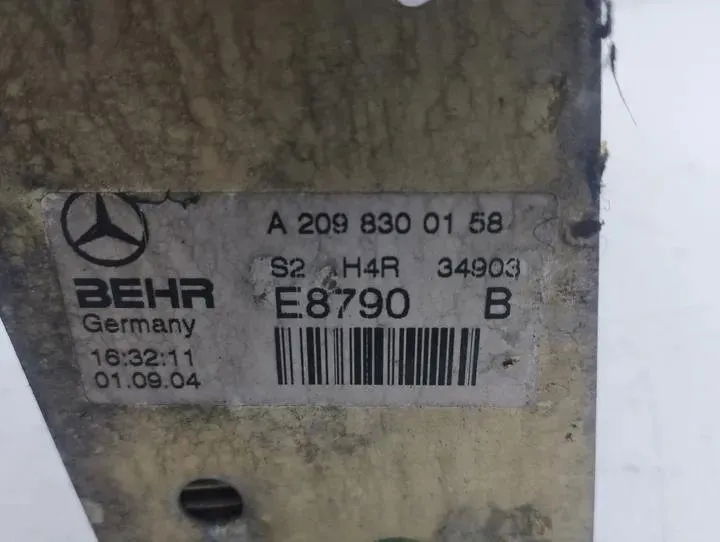 A 209 830 01 58
S2 H4R 34903
BEHR
E8790 B
Germany
16:32:11
01.09.04